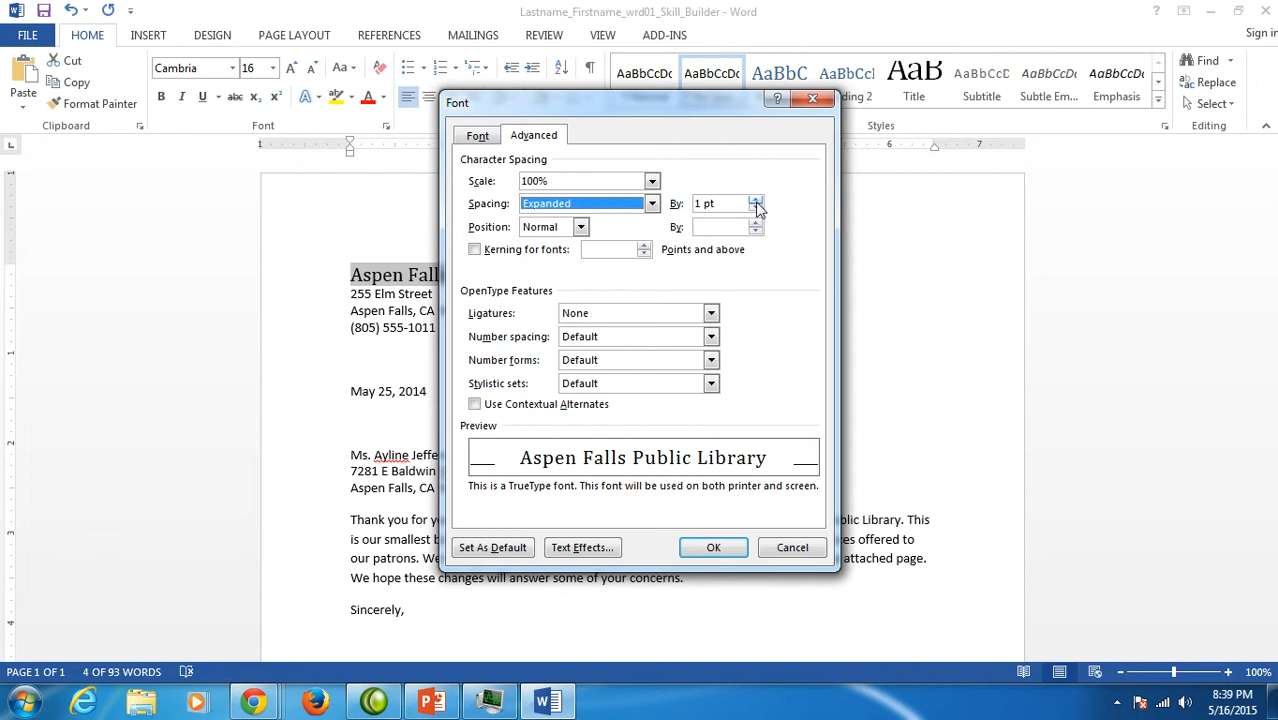 Lastname_Firstname_wrd01_Skill_Builder - Word
FILE HOME INSERT DESIGN PAGE LAYOUT REFERENCES MAILINGS REVIEW VIEW ADD-INS Sign in
Paste
Cut
Copy
Format Painter
Clipboard
Cambria 16
Font
AaBbCcDc AaBbCcDc AaBbC AaBbCc AaB AaBbCcD AaBbCcDc AaBbCcDc
ding 2 Title Subtitle Subtle Em... Emphasis
Styles
Find
Replace
Select
Editing
1 6 7
Font
Font Advanced
Character Spacing
Scale: 100%
Spacing: Expanded By: 1 pt
Position: Normal By:
Kerning for fonts: Points and above
OpenType Features
Ligatures: None
Number spacing: Default
Number forms: Default
Stylistic sets: Default
Use Contextual Alternates
Preview
Aspen Falls Public Library
This is a TrueType font. This font will be used on both printer and screen.
Set As Default Text Effects... OK Cancel
Aspen Fall
255 Elm Street
Aspen Falls, CA
(805) 555-1011
May 25, 2014
Ms. Ayline Jeffe
7281 E Baldwin
Aspen Falls, CA
Thank you for y blic Library. This
is our smallest b ces offered to
our patrons. We attached page.
We hope these changes will answer some of your concerns.
Sincerely,
PAGE 1 OF 1 4 OF 93 WORDS 100%
8:39 PM
5/16/2015